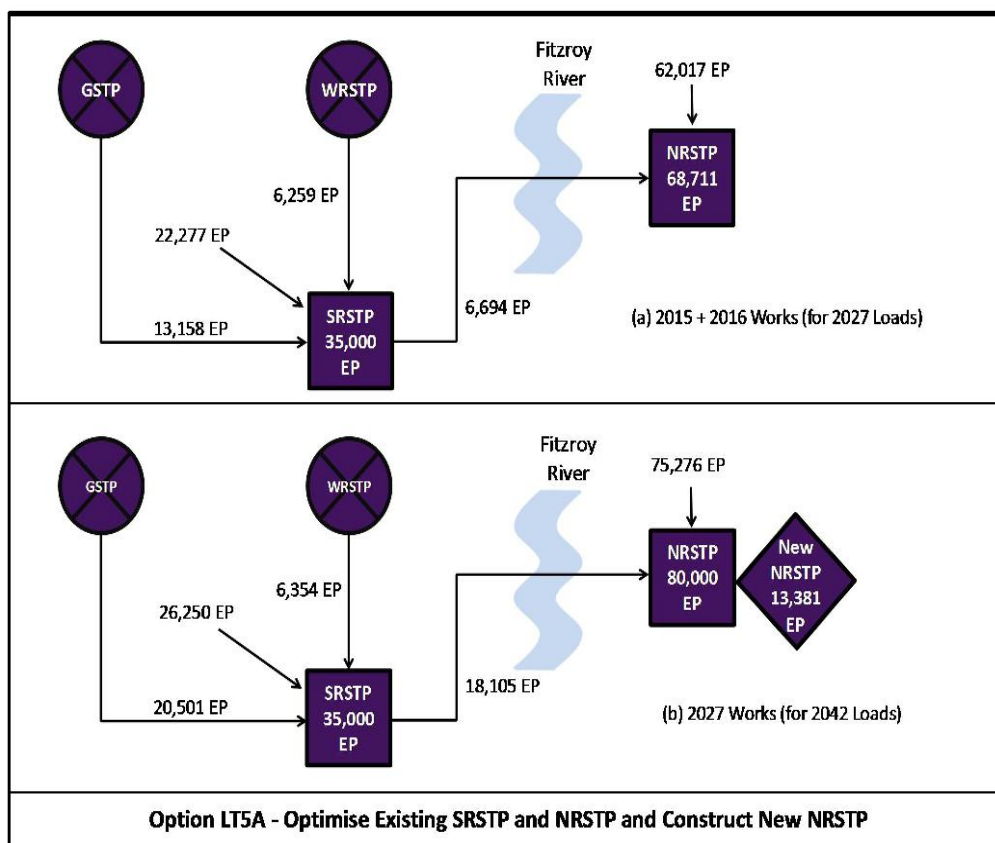 GSTP
WRSTP
Fitzroy
River
62,017 EP
NRSTP
68,711
EP
6,259 EP
22,277 EP
13,158 EP
SRSTP
35,000
EP
6,694 EP
(a) 2015 + 2016 Works (for 2027 Loads)
GSTP
WRSTP
Fitzroy
River
75,276 EP
NRSTP
80,000
EP
New
NRSTP
13,381
EP
6,354 EP
26,250 EP
20,501 EP
SRSTP
35,000
EP
18,105 EP
(b) 2027 Works (for 2042 Loads)
Option LT5A - Optimise Existing SRSTP and NRSTP and Construct New NRSTP